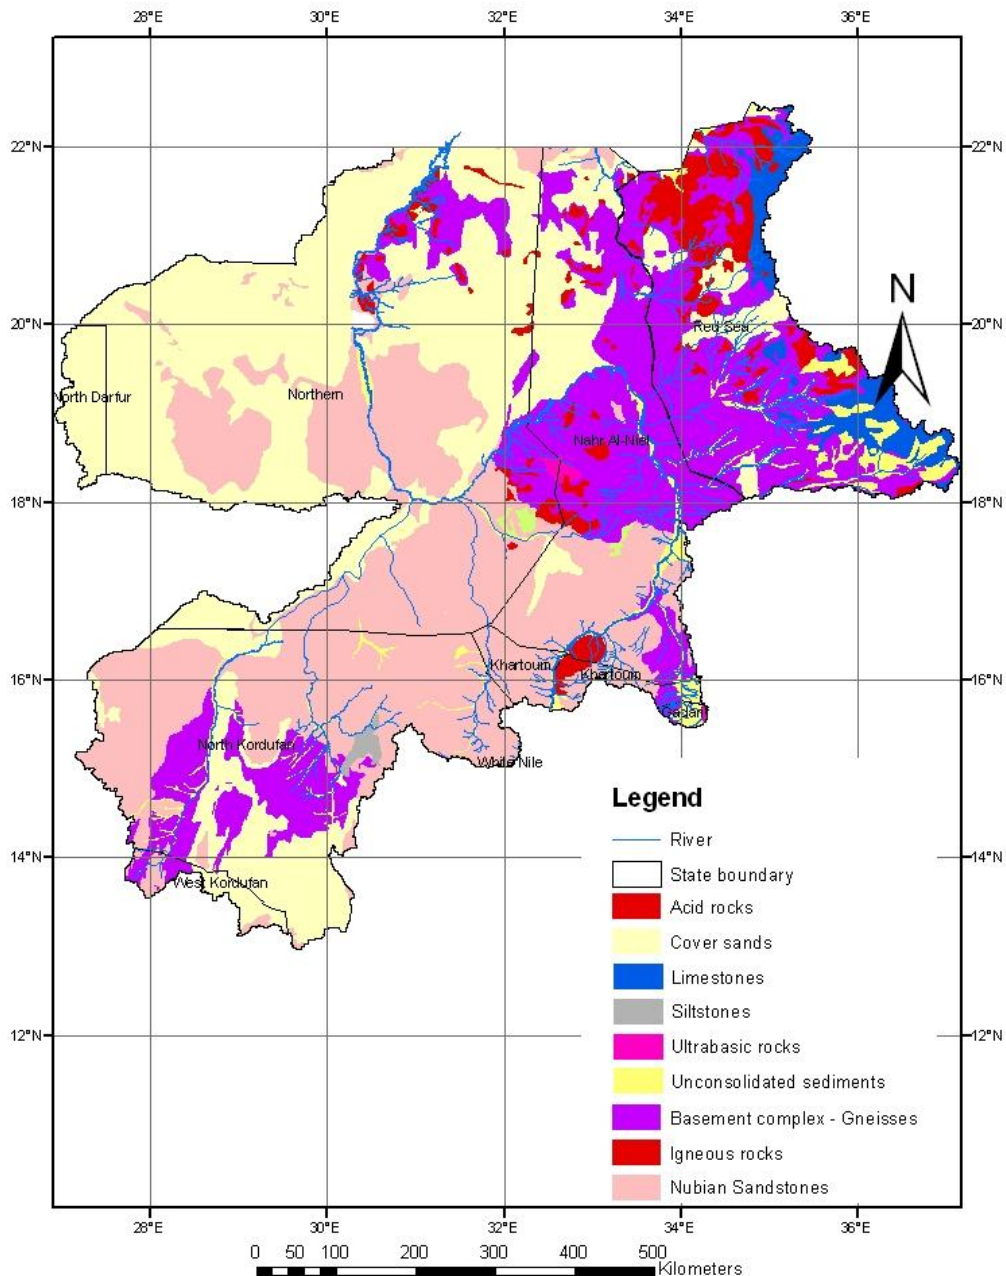 28°E 30°E 32°E 34°E 36°E
22°N 22°N
N
20°N 20°N
Red Sea
North Darfur Northern
Nahr Al-Niel
18°N 18°N
Khartoum Khartoum
16°N 16°N
North Kordufan
White Nile
Legend
River
14°N 14°N
State boundary
West Kordufan
Acid rocks
Cover sands
Limestones
Siltstones
12°N 12°N
Ultrabasic rocks
Unconsolidated sediments
Basement complex - Gneisses
Igneous rocks
Nubian Sandstones
28°E 30°E 32°E 34°E 36°E
0 50 100 200 300 400 500
Kilometers